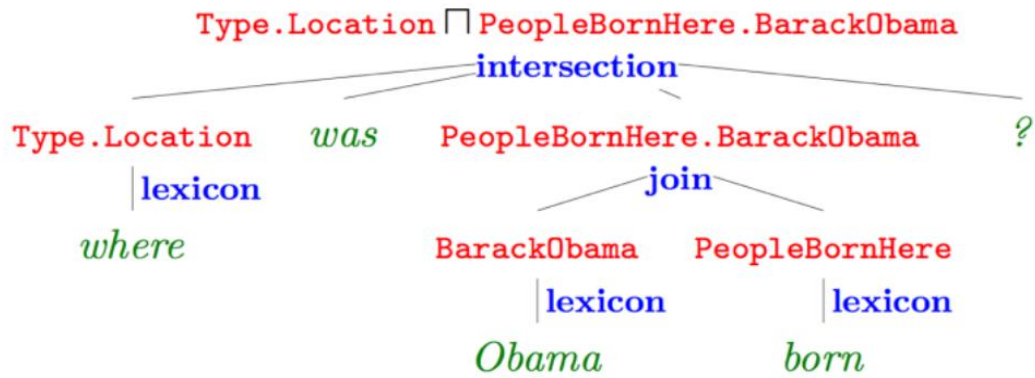 Type.Location ⊓ PeopleBornHere.BarackObama
intersection
Type.Location was PeopleBornHere.BarackObama ?
lexicon join
where BarackObama PeopleBornHere
lexicon lexicon
Obama born